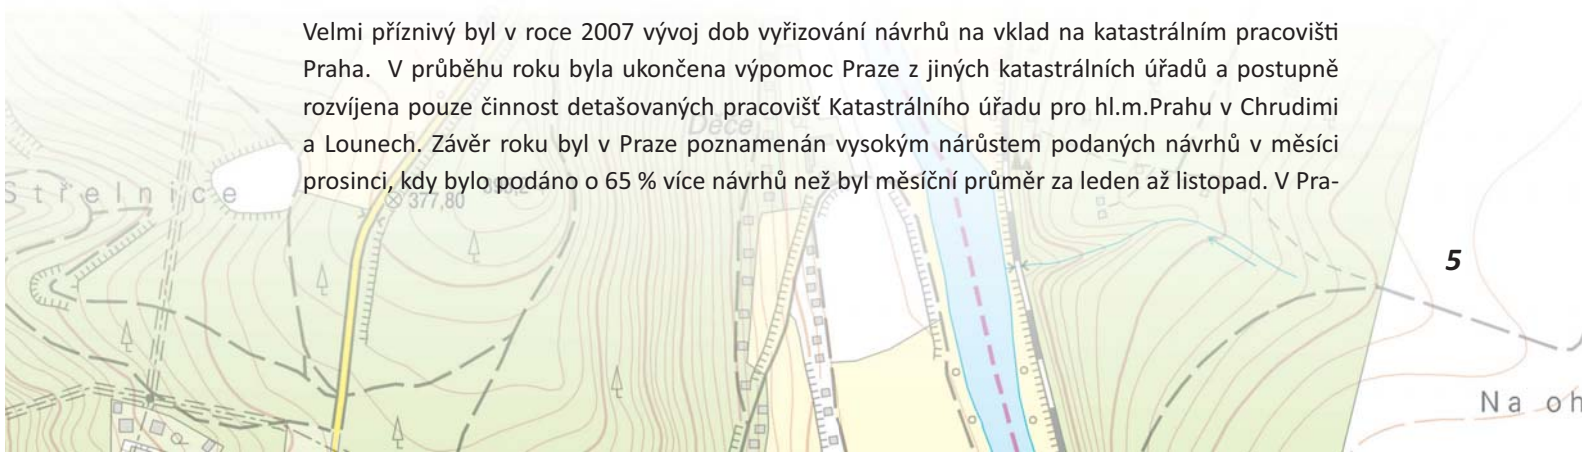 Velmi příznivý byl v roce 2007 vývoj dob vyřizování návrhů na vklad na katastrálním pracovišti
Praha.  V průběhu roku byla ukončena výpomoc Praze z jiných katastrálních úřadů a postupně
rozvíjena pouze činnost detašovaných pracovišť Katastrálního úřadu pro hl.m.Prahu v Chrudimi
a Lounech. Závěr roku byl v Praze poznamenán vysokým nárůstem podaných návrhů v měsíci
prosinci, kdy bylo podáno o 65 % více návrhů než byl měsíční průměr za leden až listopad. V Pra-
Střelnice
377,80
5
Na oh